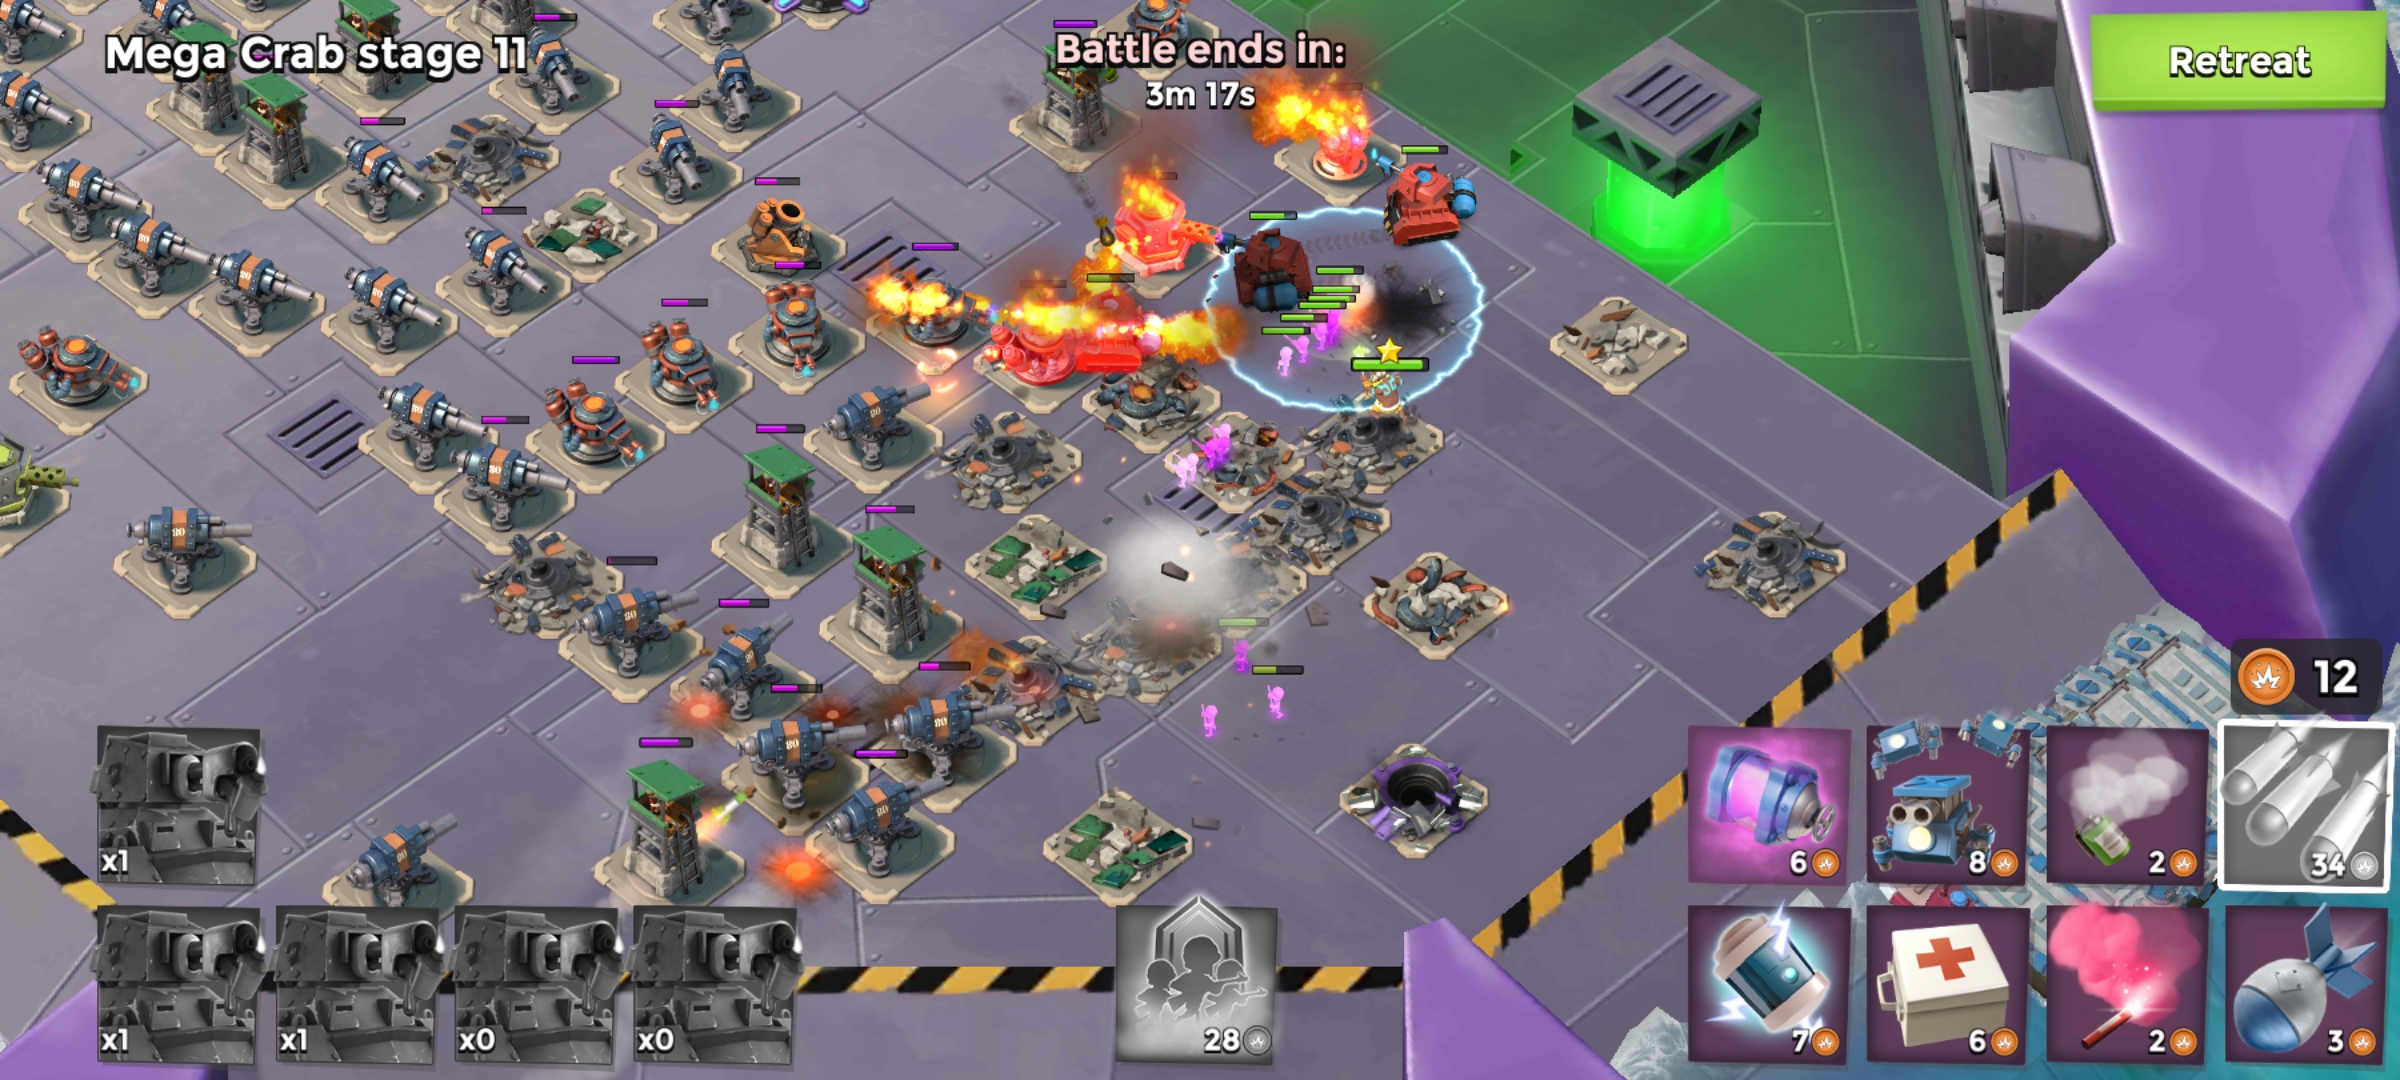 Mega Crab stage 11
Battle ends in:
3m 17s
Retreat
12
6
8
2
34
7
6
2
3
x1
x1
x1
x0
x0
28